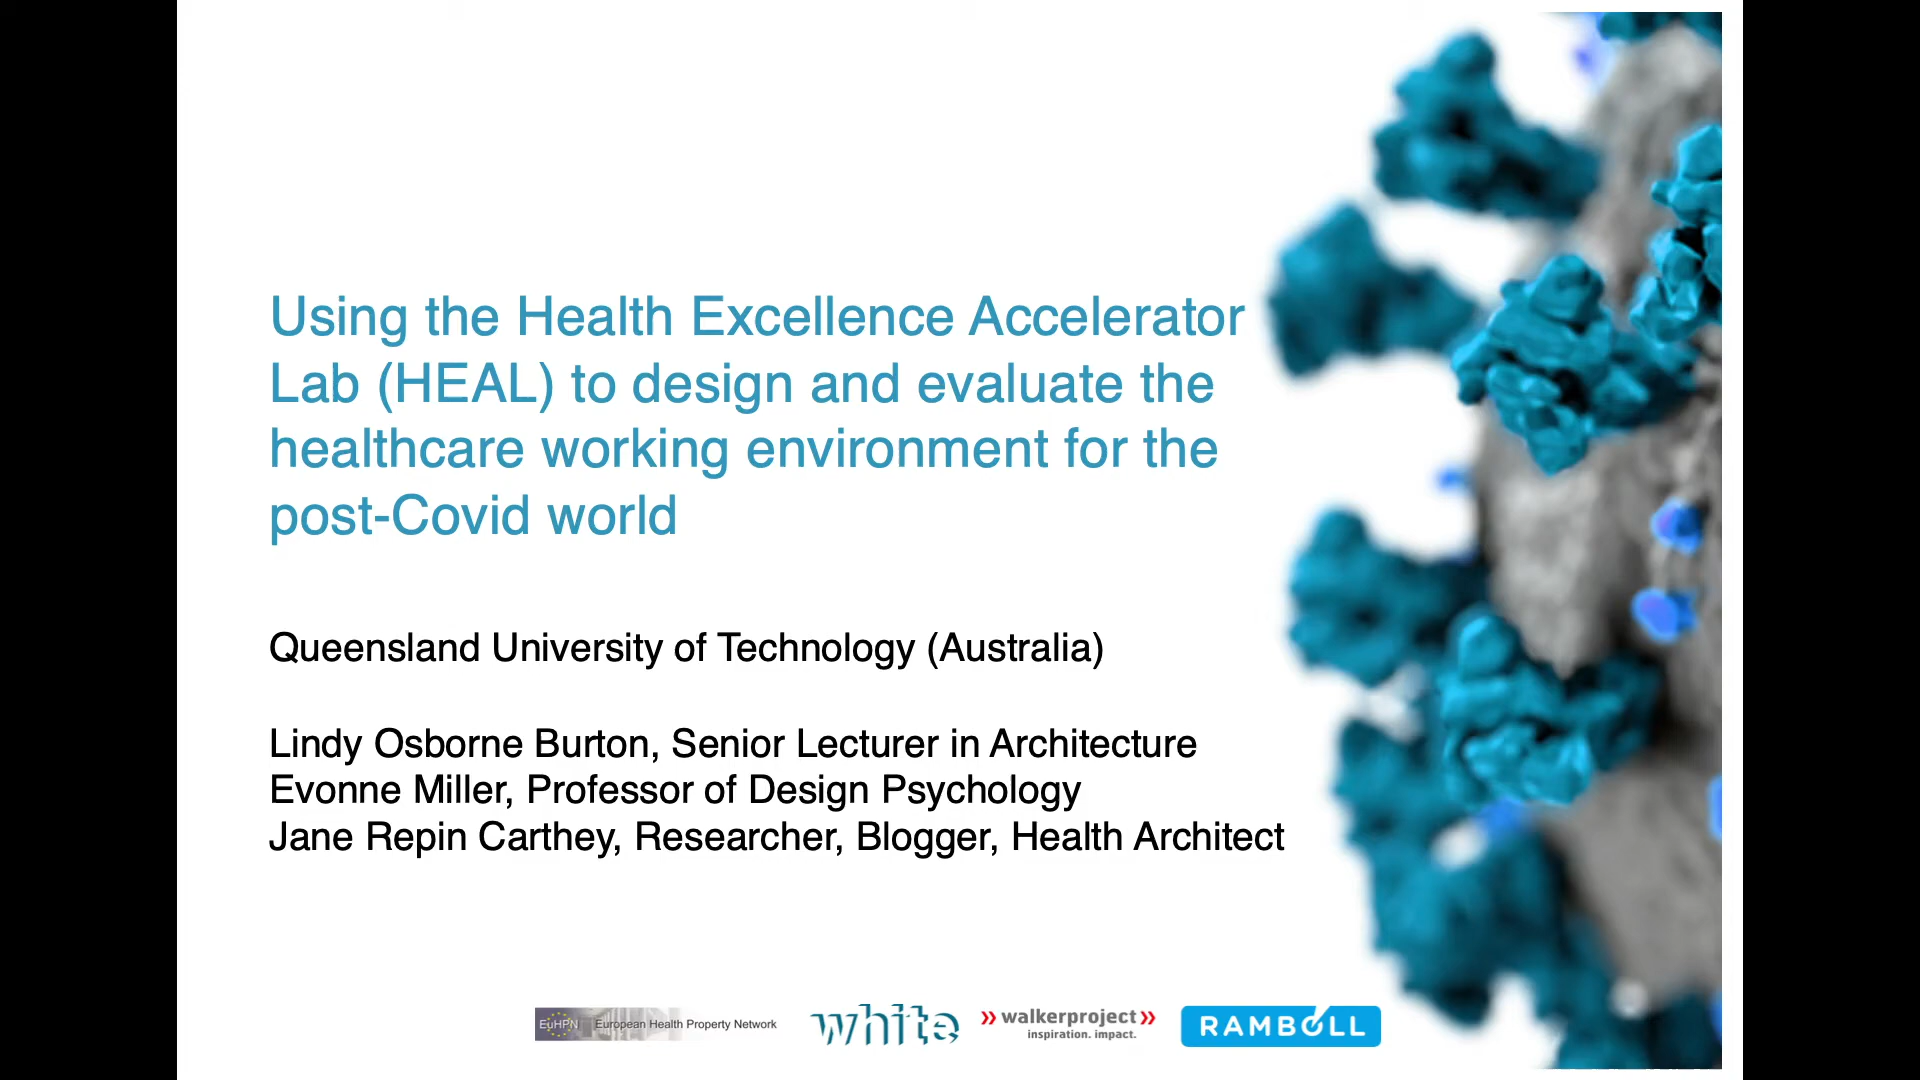 Using the Health Excellence Accelerator
Lab (HEAL) to design and evaluate the
healthcare working environment for the
post-Covid world
Queensland University of Technology (Australia)
Lindy Osborne Burton, Senior Lecturer in Architecture
Evonne Miller, Professor of Design Psychology
Jane Repin Carthey, Researcher, Blogger, Health Architect
EuHPN European Health Property Network
white
»walkerproject»
inspiration. impact.
RAMBOLL